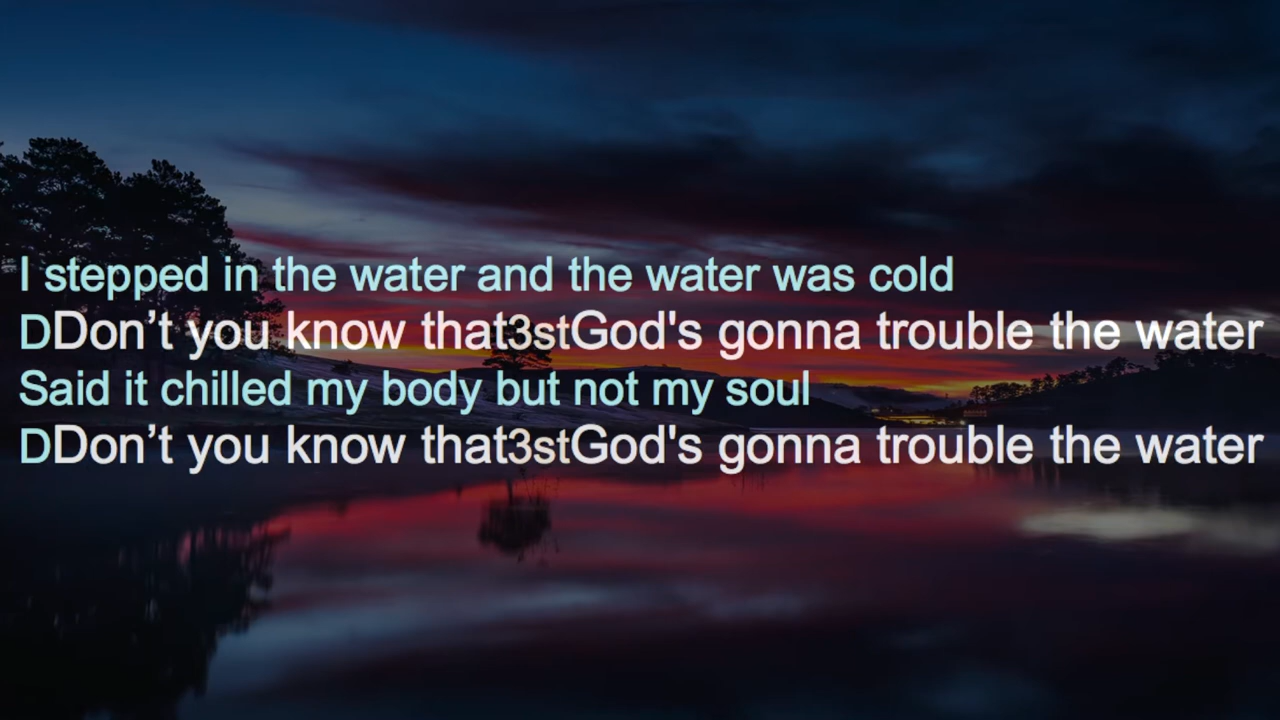 I stepped in the water and the water was cold
DDon’t you know that3stGod's gonna trouble the water
Said it chilled my body but not my soul
DDon’t you know that3stGod's gonna trouble the water